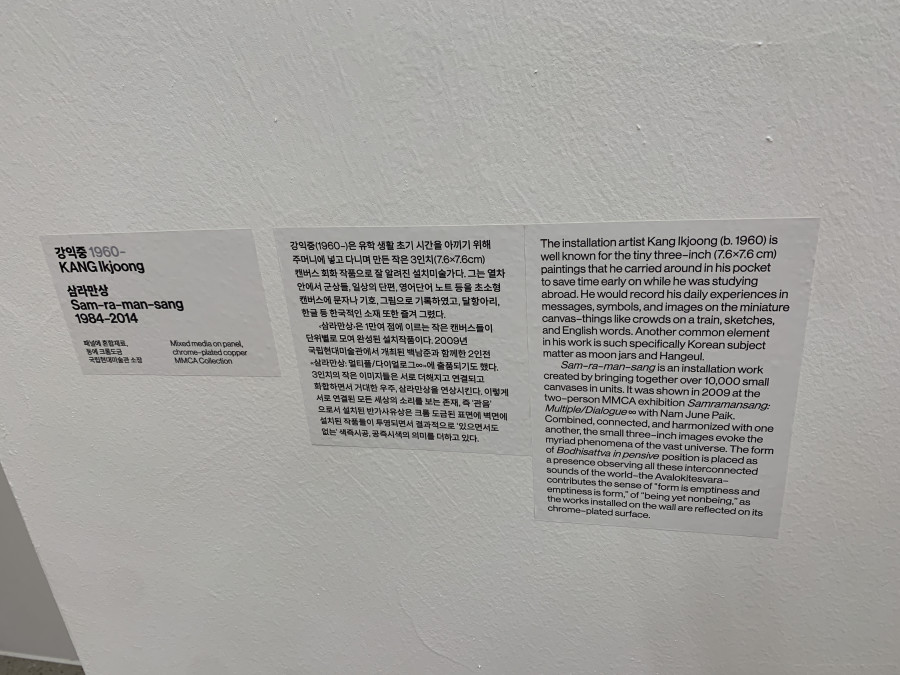 강익중 1960–
KANG Ikjoong
삼라만상
Sam-ra-man-sang
1984-2014
패널에 혼합재료,
동에 크롬도금
국립현대미술관 소장
Mixed media on panel,
chrome-plated copper
MMCA Collection
강익중(1960–)은 유학 생활 초기 시간을 아끼기 위해
주머니에 넣고 다니며 만든 작은 3인치(7.6×7.6cm)
캔버스 회화 작품으로 잘 알려진 설치미술가다. 그는 열차
안에서 군상들, 일상의 단편, 영어단어 노트 등을 초소형
캔버스에 문자나 기호, 그림으로 기록하였고, 달항아리,
한글 등 한국적인 소재 또한 즐겨 그렸다.
‹삼라만상›은 1만여 점에 이르는 작은 캔버스들이
단위별로 모여 완성된 설치작품이다. 2009년
국립현대미술관에서 개최된 백남준과 함께한 2인전
«삼라만상: 멀티플/다이얼로그∞»에 출품되기도 했다.
3인치의 작은 이미지들은 서로 더해지고 연결되고
화합하면서 거대한 우주, 삼라만상을 연상시킨다. 이렇게
서로 연결된 모든 세상의 소리를 보는 존재, 즉 ‘관음’
으로서 설치된 반가사유상은 크롬 도금된 표면에 벽면에
설치된 작품들이 투영되면서 결과적으로 ‘있으면서도
없는’ 색즉시공, 공즉시색의 의미를 더하고 있다.
The installation artist Kang Ikjoong (b. 1960) is
well known for the tiny three-inch (7.6×7.6 cm)
paintings that he carried around in his pocket
to save time early on while he was studying
abroad. He would record his daily experiences in
messages, symbols, and images on the miniature
canvas–things like crowds on a train, sketches,
and English words. Another common element
in his work is such specifically Korean subject
matter as moon jars and Hangeul.
Sam-ra-man-sang is an installation work
created by bringing together over 10,000 small
canvases in units. It was shown in 2009 at the
two-person MMCA exhibition Samramansang:
Multiple/Dialogue∞ with Nam June Paik.
Combined, connected, and harmonized with one
another, the small three-inch images evoke the
myriad phenomena of the vast universe. The form
of Bodhisattva in pensive position is placed as
a presence observing all these interconnected
sounds of the world–the Avalokitesvara–
contributes the sense of "form is emptiness and
emptiness is form," of "being yet nonbeing," as
the works installed on the wall are reflected on its
chrome-plated surface.